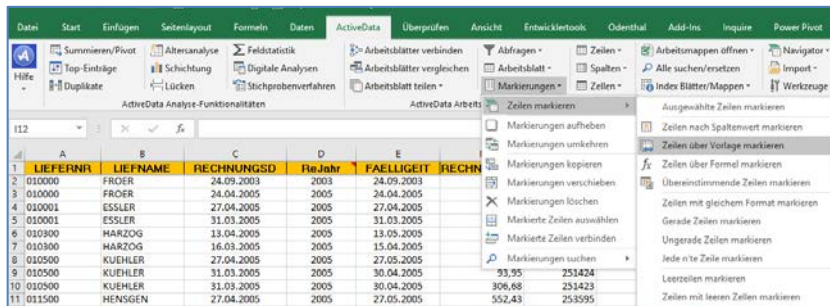 Datei Start Einfügen Seitenlayout Formeln Daten ActiveData Überprüfen Ansicht Entwicklertools Odenthal Add-Ins Inquire Power Pivot
Summieren/Pivot Altersanalyse Feldstatistik Arbeitsblätter verbinden Abfragen Zeilen Arbeitsmappen öffnen Navigator
Top-Einträge Schichtung Digitale Analysen Arbeitsblätter vergleichen Arbeitsblatt Spalten Alle suchen/ersetzen Import
Hilfe Duplikate Lücken Stichprobenverfahren Arbeitsblatt teilen Markierungen Zellen Index Blätter/Mappen Werkzeuge
ActiveData Analyse-Funktionalitäten ActiveData Arbeits
Zeilen markieren
Markierungen aufheben
Markierungen umkehren
Markierungen kopieren
Markierungen verschieben
Markierungen löschen
Markierte Zeilen auswählen
Markierte Zeilen verbinden
Markierungen suchen
Ausgewählte Zeilen markieren
Zeilen nach Spaltenwert markieren
Zeilen über Vorlage markieren
Zeilen über Formel markieren
Übereinstimmende Zeilen markieren
Zeilen mit gleichem Format markieren
Gerade Zeilen markieren
Ungerade Zeilen markieren
Jede n'te Zeile markieren
Leerzeilen markieren
Zeilen mit leeren Zellen markieren
I12 fx
A B C D E
1 LIEFERNR LIEFNAME RECHNUNGSD ReJahr FAELLIGEIT RECHN
2 010000 FROER 24.09.2003 2003 24.09.2003
3 010000 FROER 24.04.2005 2005 24.04.2005
4 010001 ESSLER 27.04.2005 2005 27.04.2005
5 010001 ESSLER 31.03.2005 2005 31.03.2005
6 010300 HARZOG 13.04.2005 2005 13.05.2005
7 010300 HARZOG 16.03.2005 2005 15.04.2005
8 010500 KUEHLER 27.04.2005 2005 27.05.2005
9 010500 KUEHLER 31.03.2005 2005 30.04.2005 93,95 251424
10 010500 KUEHLER 31.03.2005 2005 30.04.2005 306,68 251423
11 011500 HENSGEN 27.04.2005 2005 27.05.2005 552,43 253595